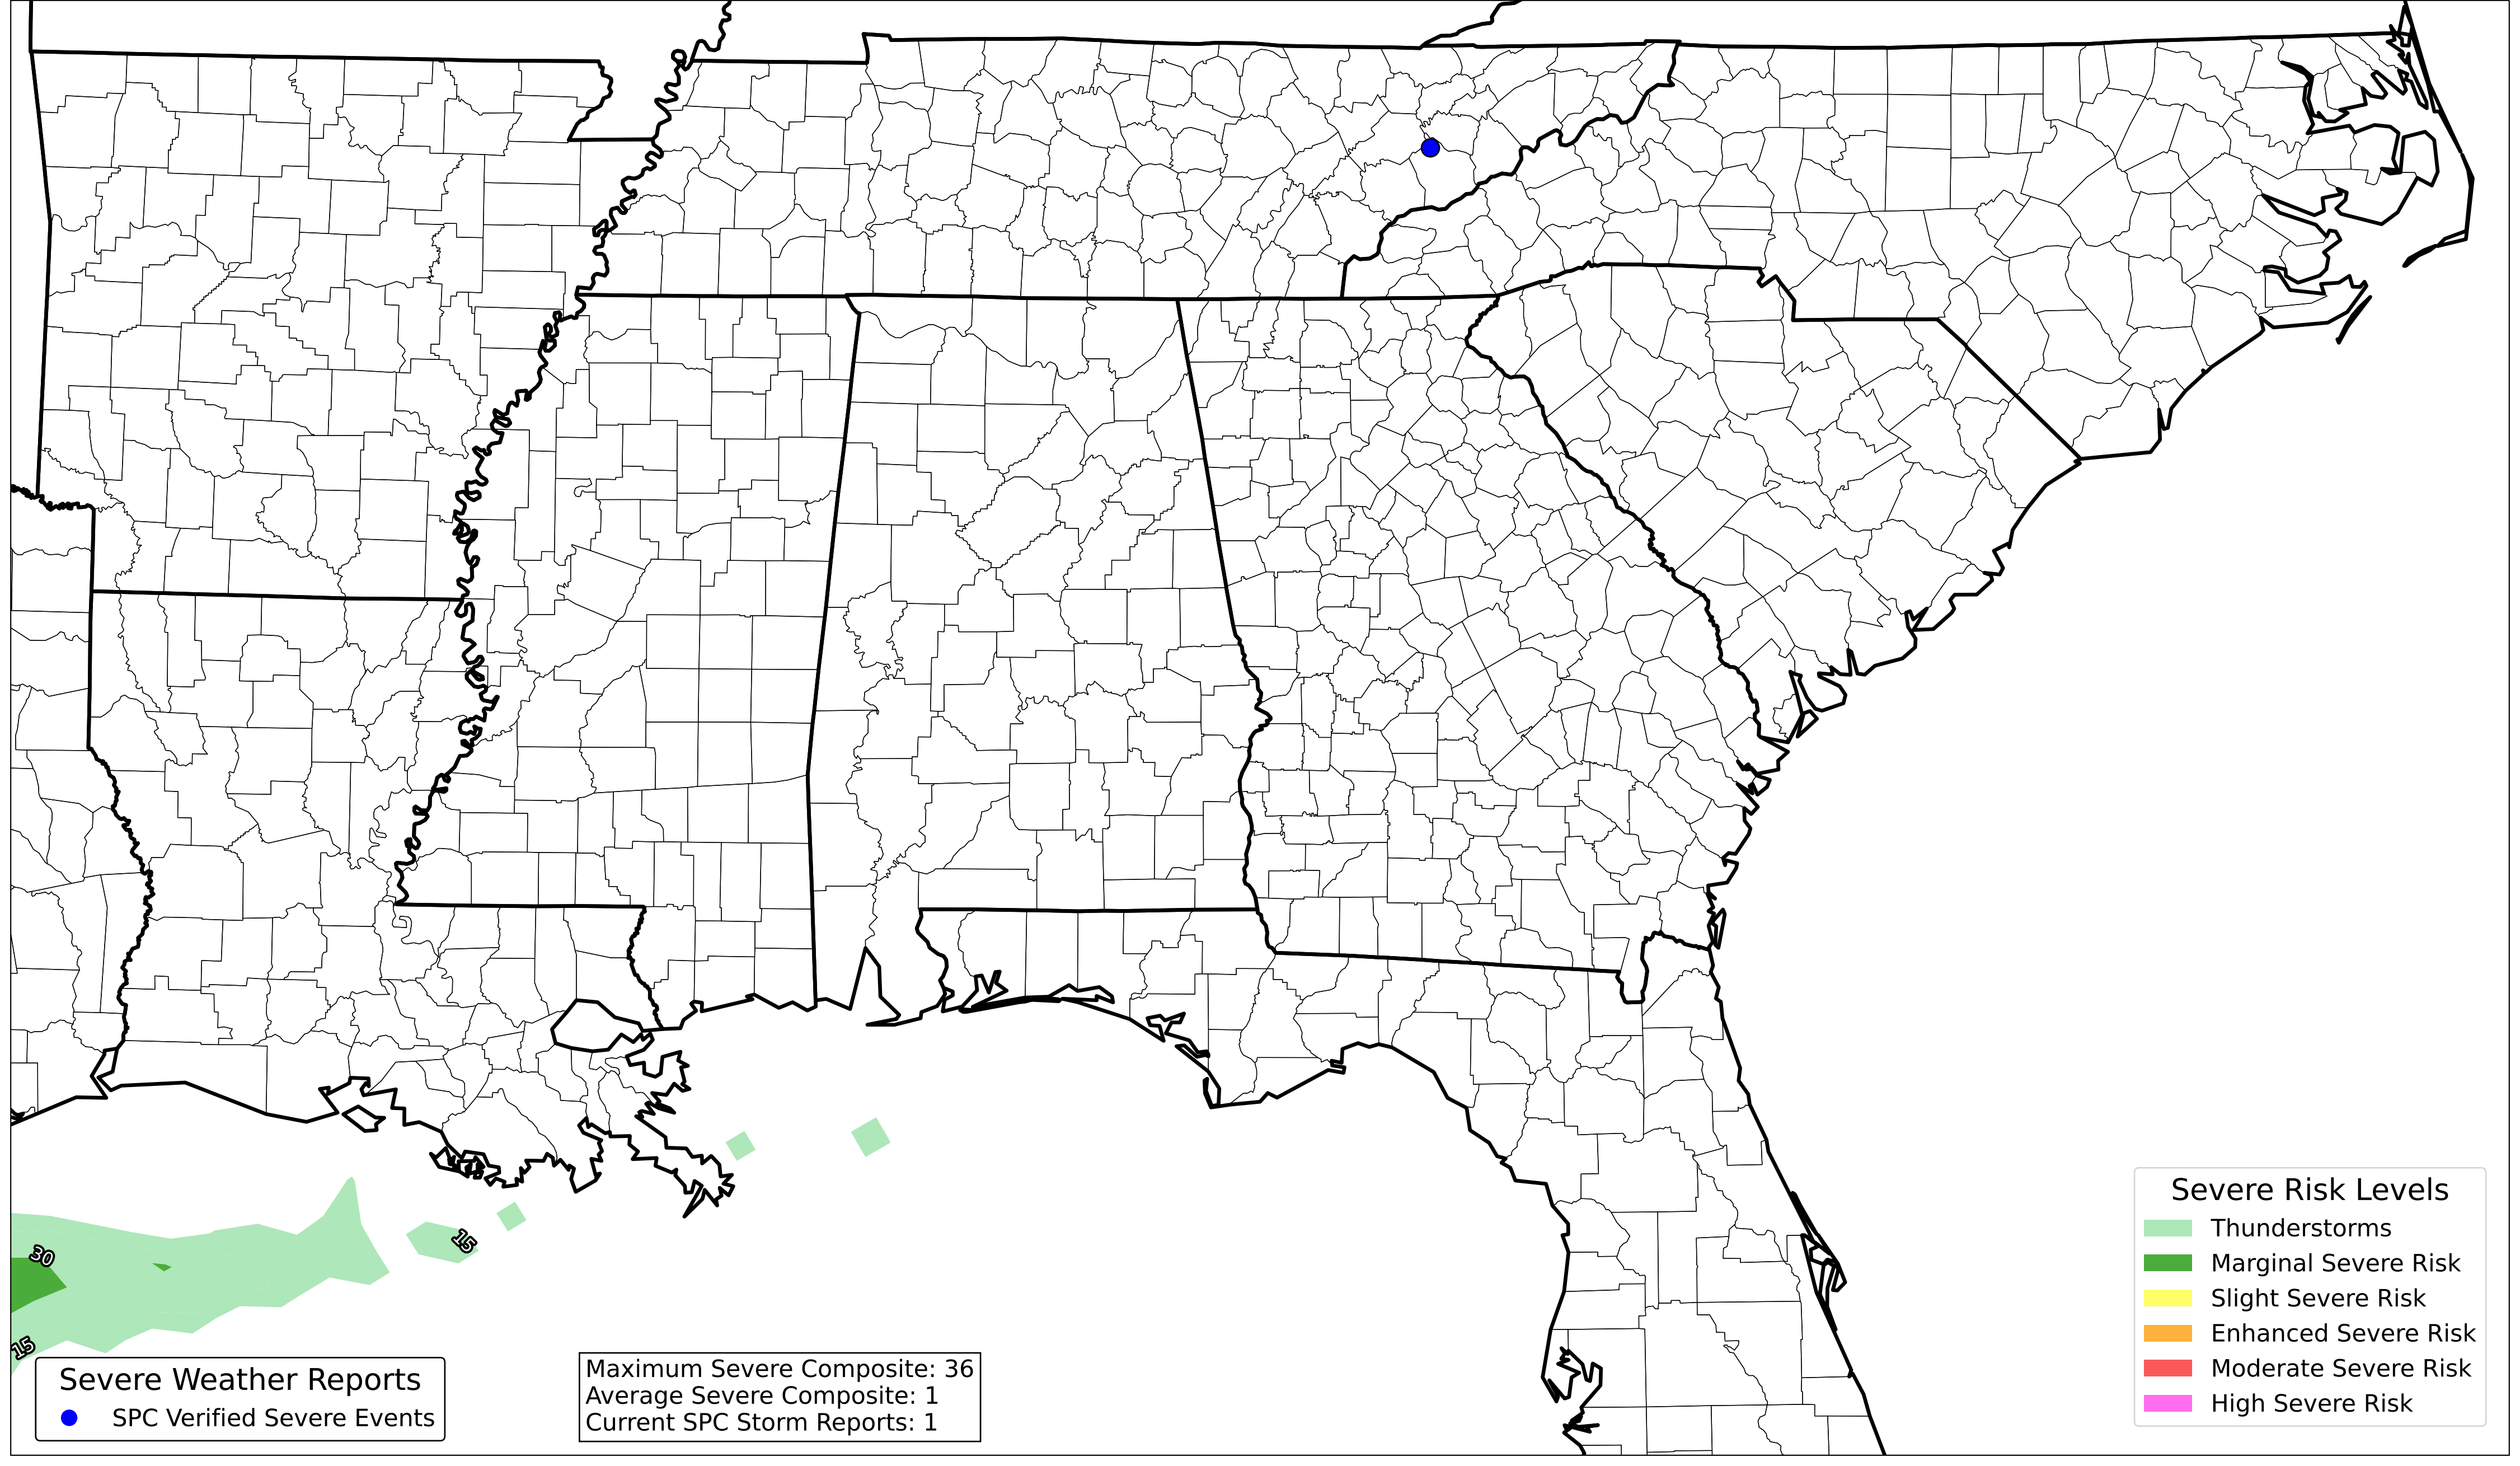 30
15
15
Severe Weather Reports
SPC Verified Severe Events
Maximum Severe Composite: 36
Average Severe Composite: 1
Current SPC Storm Reports: 1
Severe Risk Levels
Thunderstorms
Marginal Severe Risk
Slight Severe Risk
Enhanced Severe Risk
Moderate Severe Risk
High Severe Risk